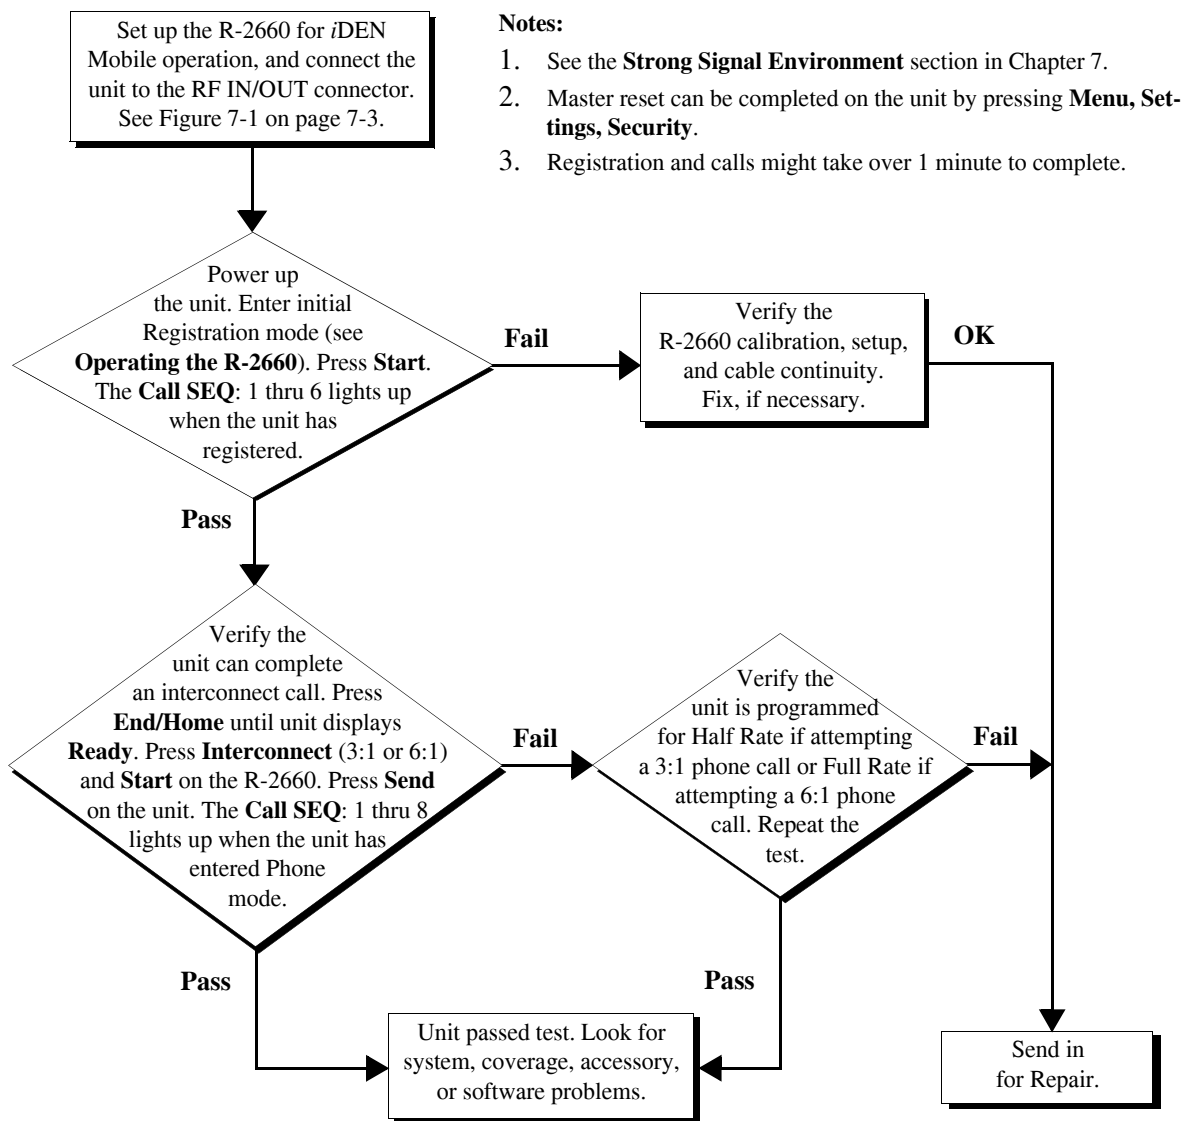 Set up the R-2660 for iDEN
Mobile operation, and connect the
unit to the RF IN/OUT connector.
See Figure 7-1 on page 7-3.
Notes:
1. See the Strong Signal Environment section in Chapter 7.
2. Master reset can be completed on the unit by pressing Menu, Set-
tings, Security.
3. Registration and calls might take over 1 minute to complete.
Power up
the unit. Enter initial
Registration mode (see
Operating the R-2660). Press Start.
The Call SEQ: 1 thru 6 lights up
when the unit has
registered.
Fail
Verify the
R-2660 calibration, setup,
and cable continuity.
Fix, if necessary.
OK
Pass
Verify the
unit can complete
an interconnect call. Press
End/Home until unit displays
Ready. Press Interconnect (3:1 or 6:1)
and Start on the R-2660. Press Send
on the unit. The Call SEQ: 1 thru 8
lights up when the unit has
entered Phone
mode.
Fail
Verify the
unit is programmed
for Half Rate if attempting
a 3:1 phone call or Full Rate if
attempting a 6:1 phone
call. Repeat the
test.
Fail
Pass
Pass
Unit passed test. Look for
system, coverage, accessory,
or software problems.
Send in
for Repair.